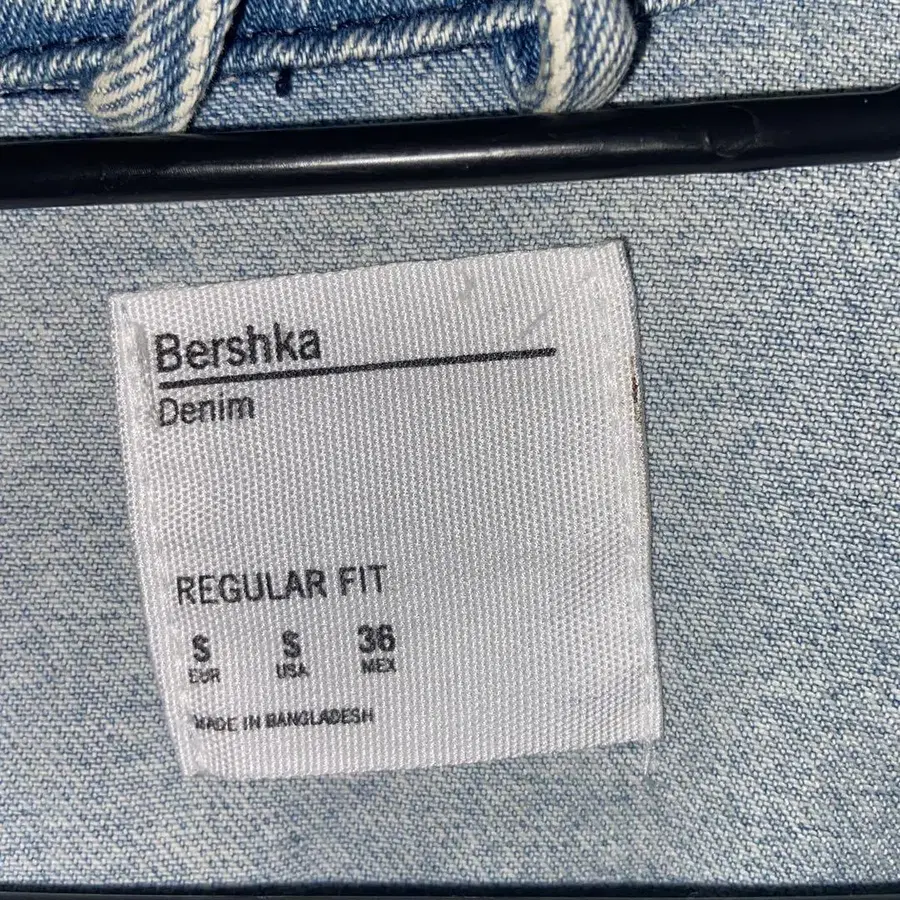 Bershka
Denim
REGULAR FIT
S S 36
EUR USA MEX
MADE IN BANGLADESH